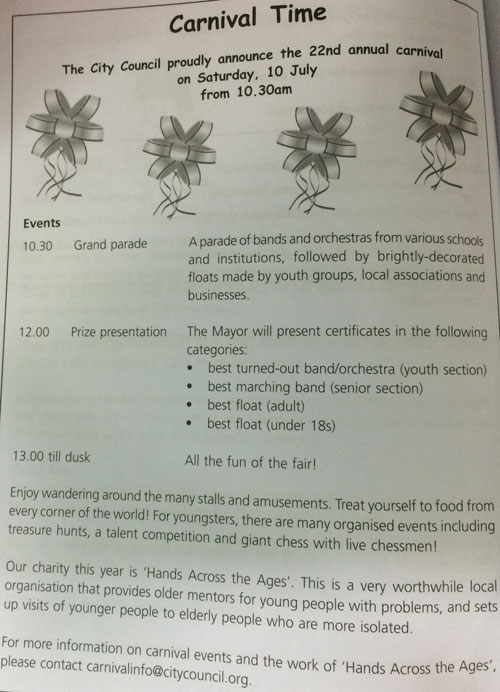 Carnival Time
The City Council proudly announce the 22nd annual carnival
on Saturday, 10 July
from 10.30am
Events
10.30 Grand parade A parade of bands and orchestras from various schools
and institutions, followed by brightly-decorated
floats made by youth groups, local associations and
businesses.
12.00 Prize presentation The Mayor will present certificates in the following
categories:
• best turned-out band/orchestra (youth section)
• best marching band (senior section)
• best float (adult)
• best float (under 18s)
13.00 till dusk All the fun of the fair!
Enjoy wandering around the many stalls and amusements. Treat yourself to food from
every corner of the world! For youngsters, there are many organised events including
treasure hunts, a talent competition and giant chess with live chessmen!
Our charity this year is ‘Hands Across the Ages’. This is a very worthwhile local
organisation that provides older mentors for young people with problems, and sets
up visits of younger people to elderly people who are more isolated.
For more information on carnival events and the work of ‘Hands Across the Ages’,
please contact carnivalinfo@citycouncil.org.